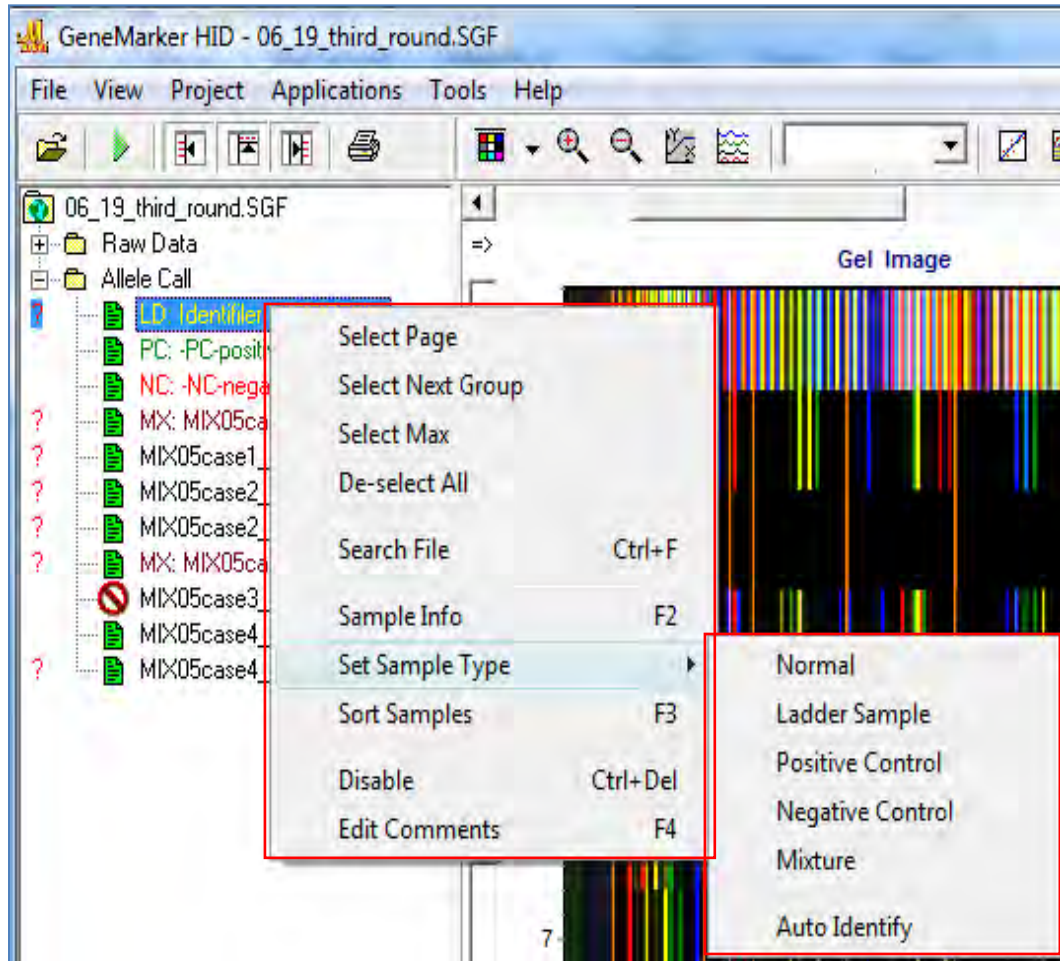 GeneMarker HID - 06_19_third_round.SGF
File View Project Applications Tools Help
06_19_third_round.SGF
Raw Data
Allele Call
LD: Identifiler
PC: -PC-posit
NC: -NC-nega
MX: MIX05ca
MIX05case1_
MIX05case2_
MIX05case2_
MX: MIX05ca
MIX05case3_
MIX05case4_
MIX05case4_
=>
Gel Image
Select Page
Select Next Group
Select Max
De-select All
Search File Ctrl+F
Sample Info F2
Set Sample Type
Sort Samples F3
Disable Ctrl+Del
Edit Comments F4
Normal
Ladder Sample
Positive Control
Negative Control
Mixture
Auto Identify
7